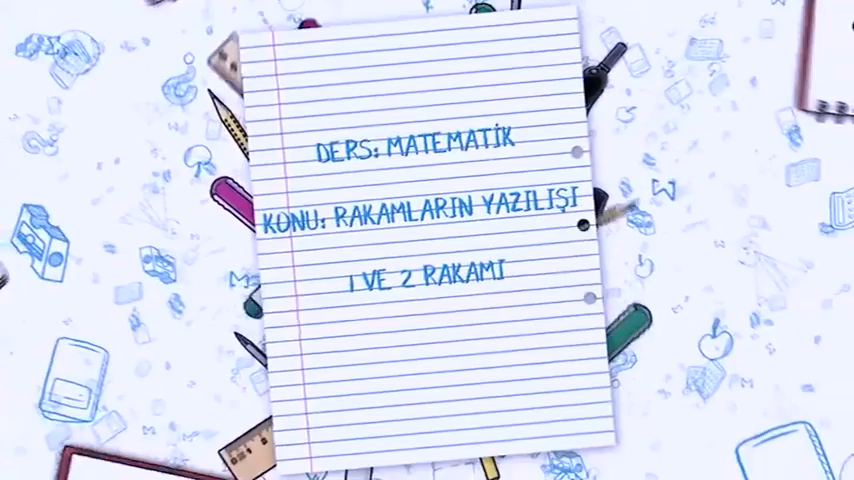 DERS: MATEMATİK
KONU: RAKAMLARIN YAZILIŞI
1 VE 2 RAKAMI